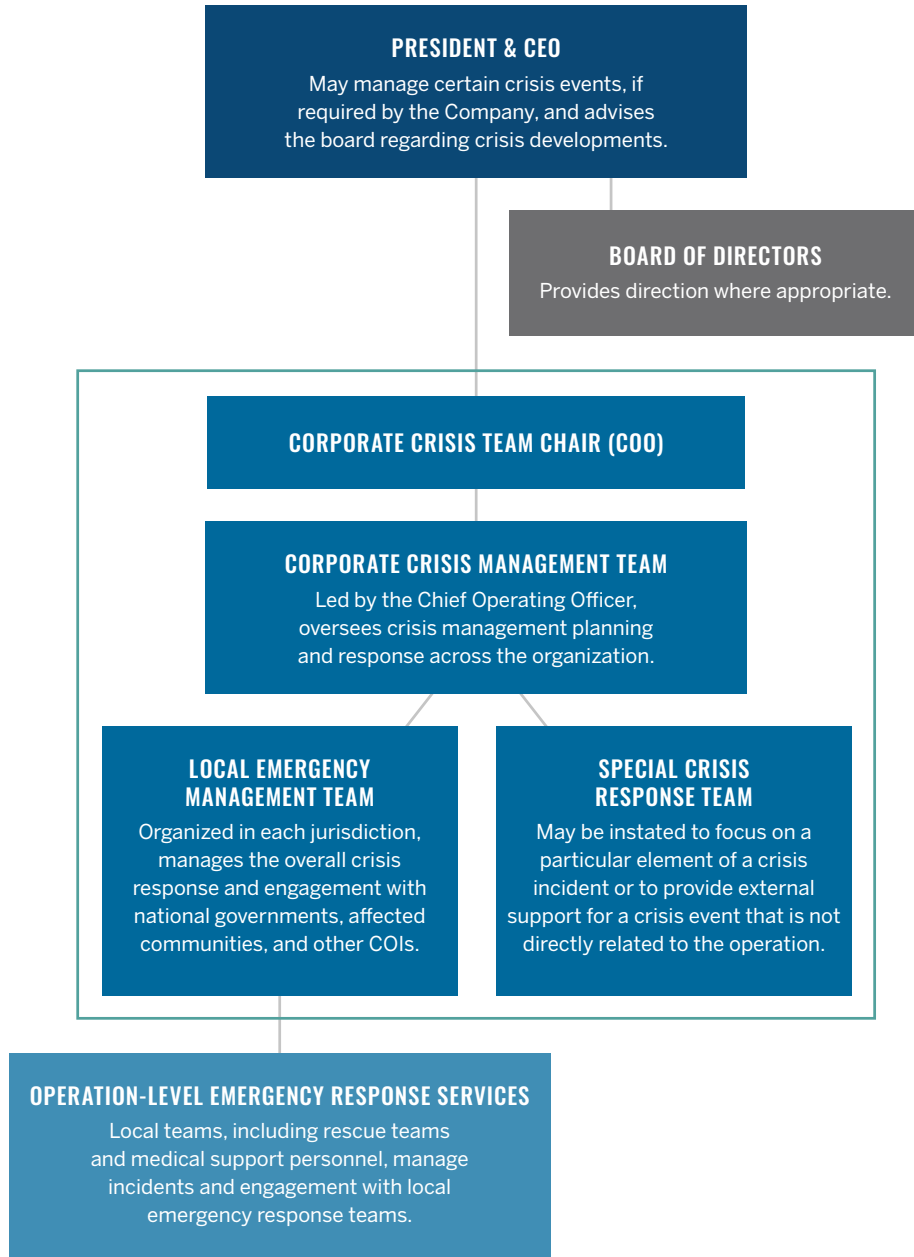 PRESIDENT & CEO
May manage certain crisis events, if
required by the Company, and advises
the board regarding crisis developments.
BOARD OF DIRECTORS
Provides direction where appropriate.
CORPORATE CRISIS TEAM CHAIR (COO)
CORPORATE CRISIS MANAGEMENT TEAM
Led by the Chief Operating Officer,
oversees crisis management planning
and response across the organization.
LOCAL EMERGENCY
MANAGEMENT TEAM
Organized in each jurisdiction,
manages the overall crisis
response and engagement with
national governments, affected
communities, and other COIs.
SPECIAL CRISIS
RESPONSE TEAM
May be instated to focus on a
particular element of a crisis
incident or to provide external
support for a crisis event that is not
directly related to the operation.
OPERATION-LEVEL EMERGENCY RESPONSE SERVICES
Local teams, including rescue teams
and medical support personnel, manage
incidents and engagement with local
emergency response teams.